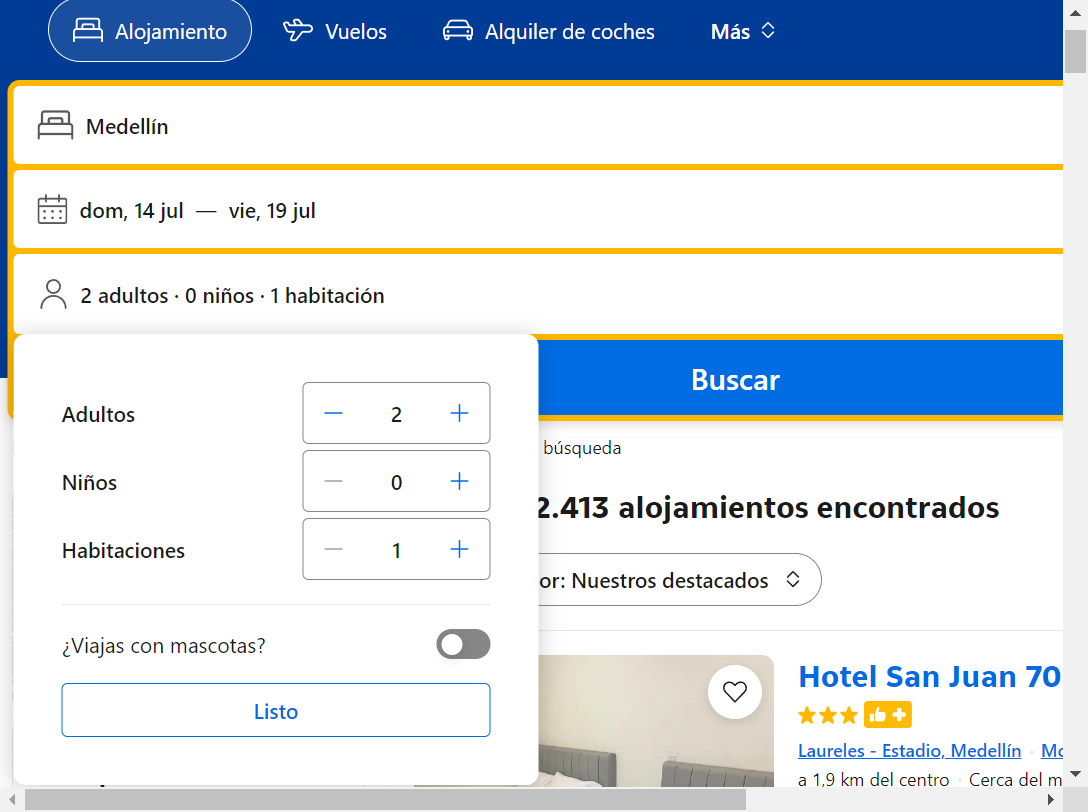 Alojamiento
Vuelos
Alquiler de coches
Más
Medellín
dom, 14 jul — vie, 19 jul
2 adultos · 0 niños · 1 habitación
Buscar
Adultos
2
Niños
0
Habitaciones
1
¿Viajas con mascotas?
Listo
búsqueda
2.413 alojamientos encontrados
or: Nuestros destacados
Hotel San Juan 70
Laureles - Estadio, Medellín
a 1,9 km del centro · Cerca del m